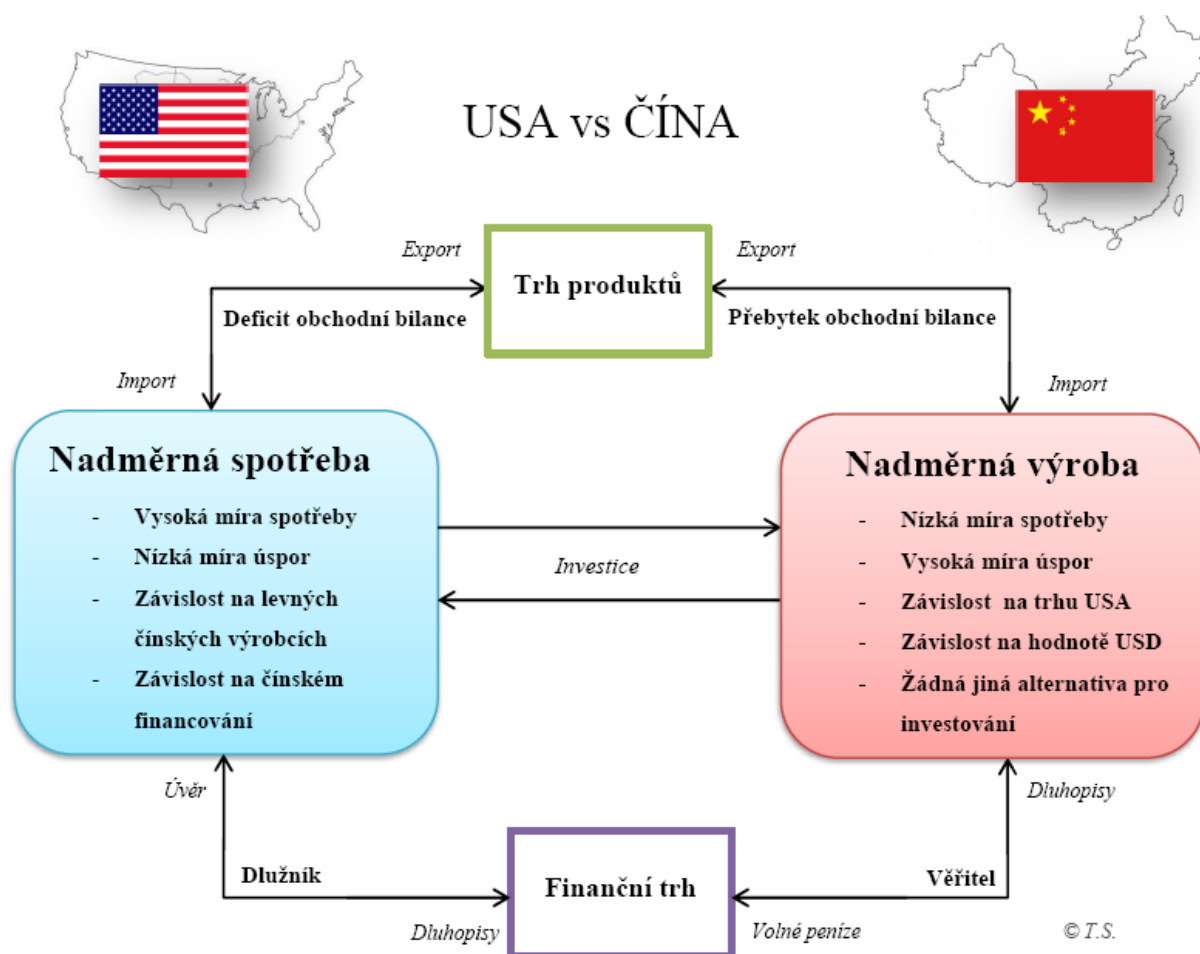 USA vs ČÍNA
Export
Export
Trh produktů
Deficit obchodní bilance
Přebytek obchodní bilance
Import
Import
Nadměrná spotřeba
- Vysoká míra spotřeby
- Nízká míra úspor
- Závislost na levných
čínských výrobcích
- Závislost na čínském
financování
Investice
Nadměrná výroba
- Nízká míra spotřeby
- Vysoká míra úspor
- Závislost na trhu USA
- Závislost na hodnotě USD
- Žádná jiná alternativa pro
investování
Úvěr
Dluhopisy
Dlužník
Finanční trh
Věřitel
Dluhopisy
Volné peníze
© T.S.